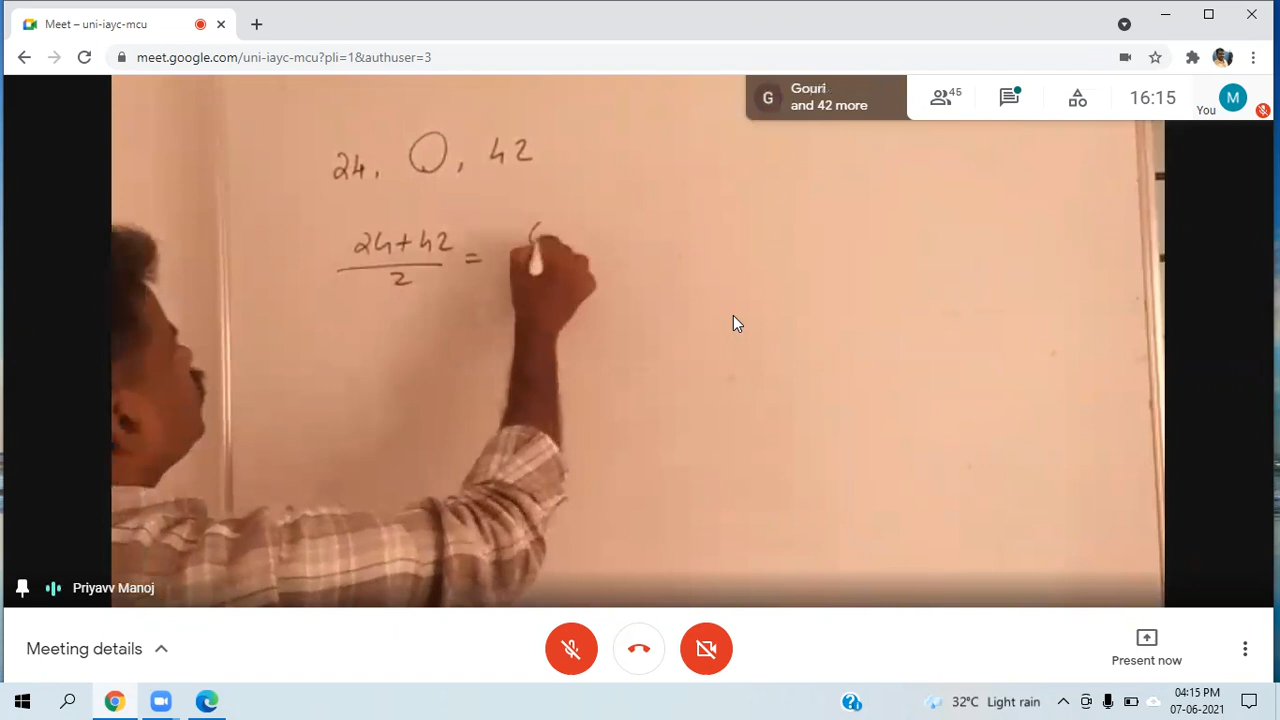 Meet – uni-iayc-mcu
meet.google.com/uni-iayc-mcu?pli=1&authuser=3
G Gouri and 42 more
45
16:15
You M
24, O, 42
24+42
2
=
Priyavv Manoj
Meeting details
Present now
32°C Light rain
04:15 PM
07-06-2021